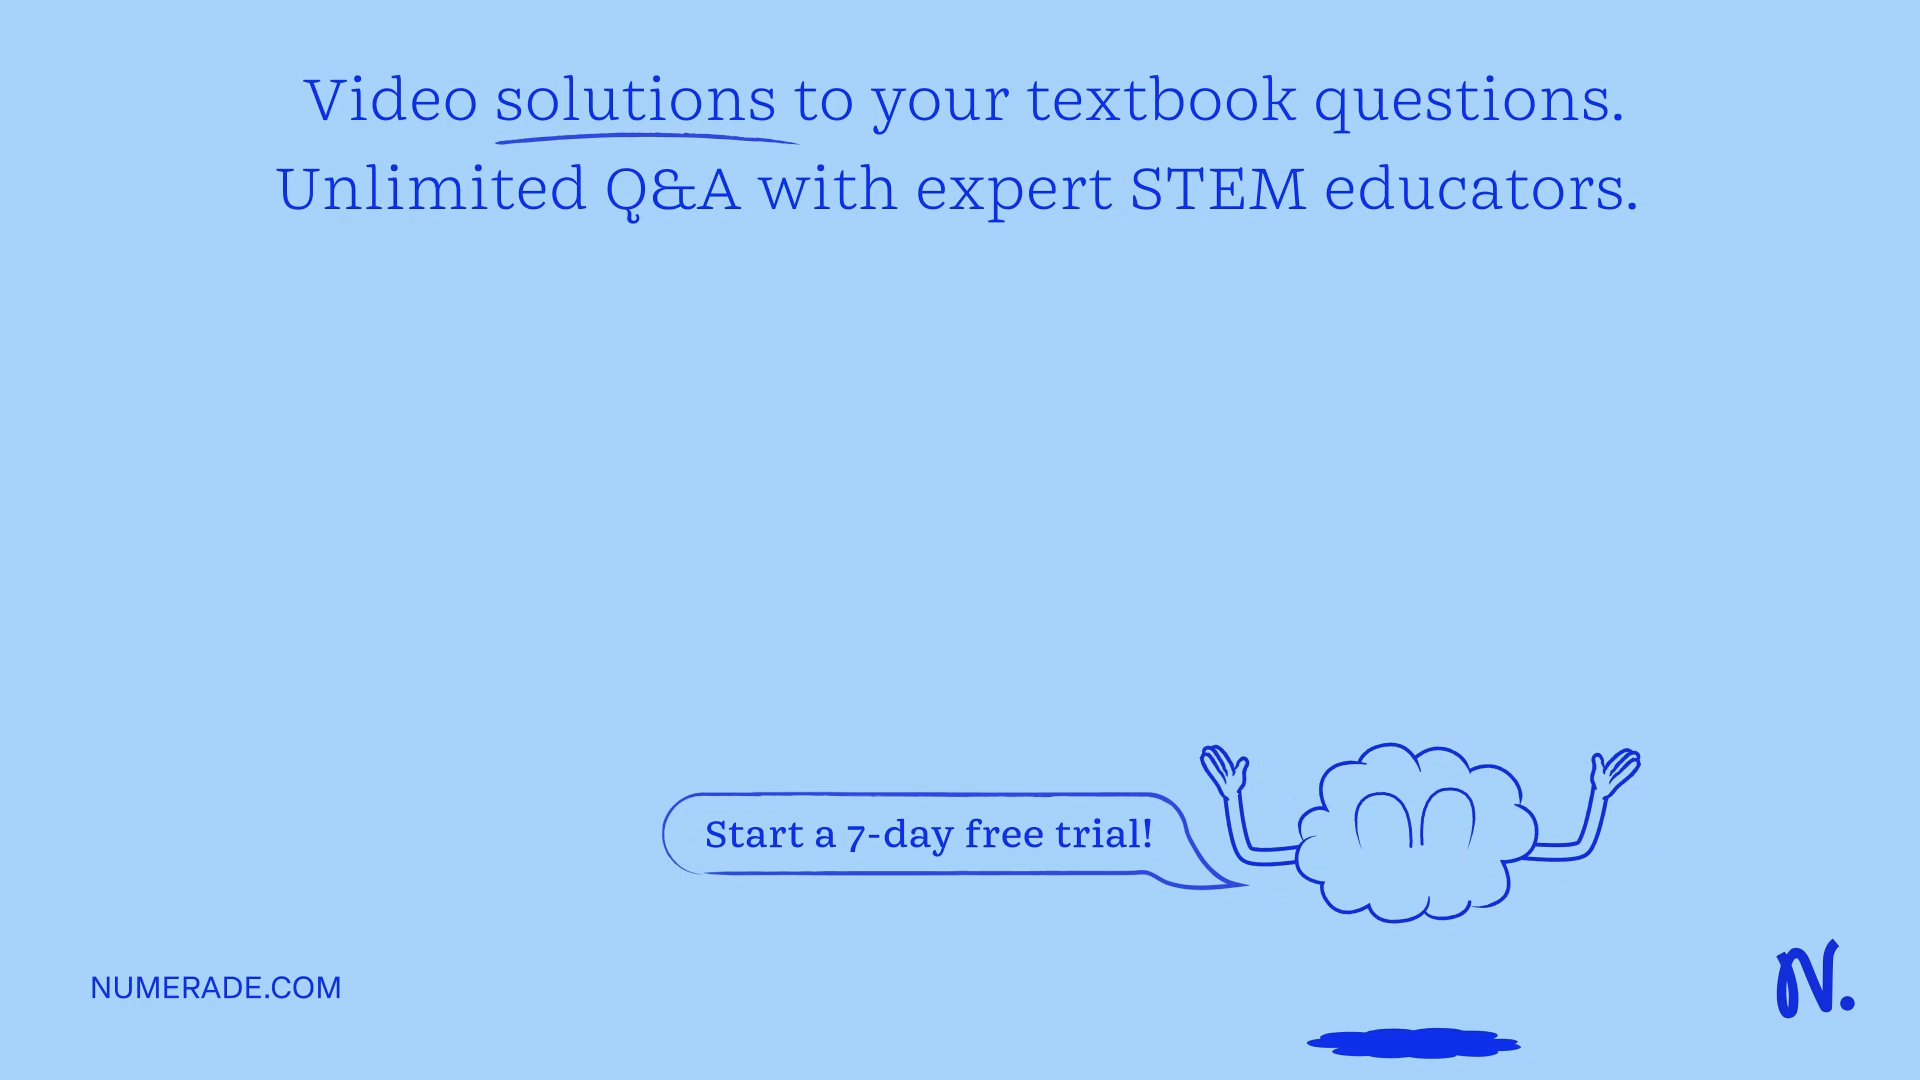 Video solutions to your textbook questions.
Unlimited Q&A with expert STEM educators.
Start a 7-day free trial!
NUMERADE.COM
N.